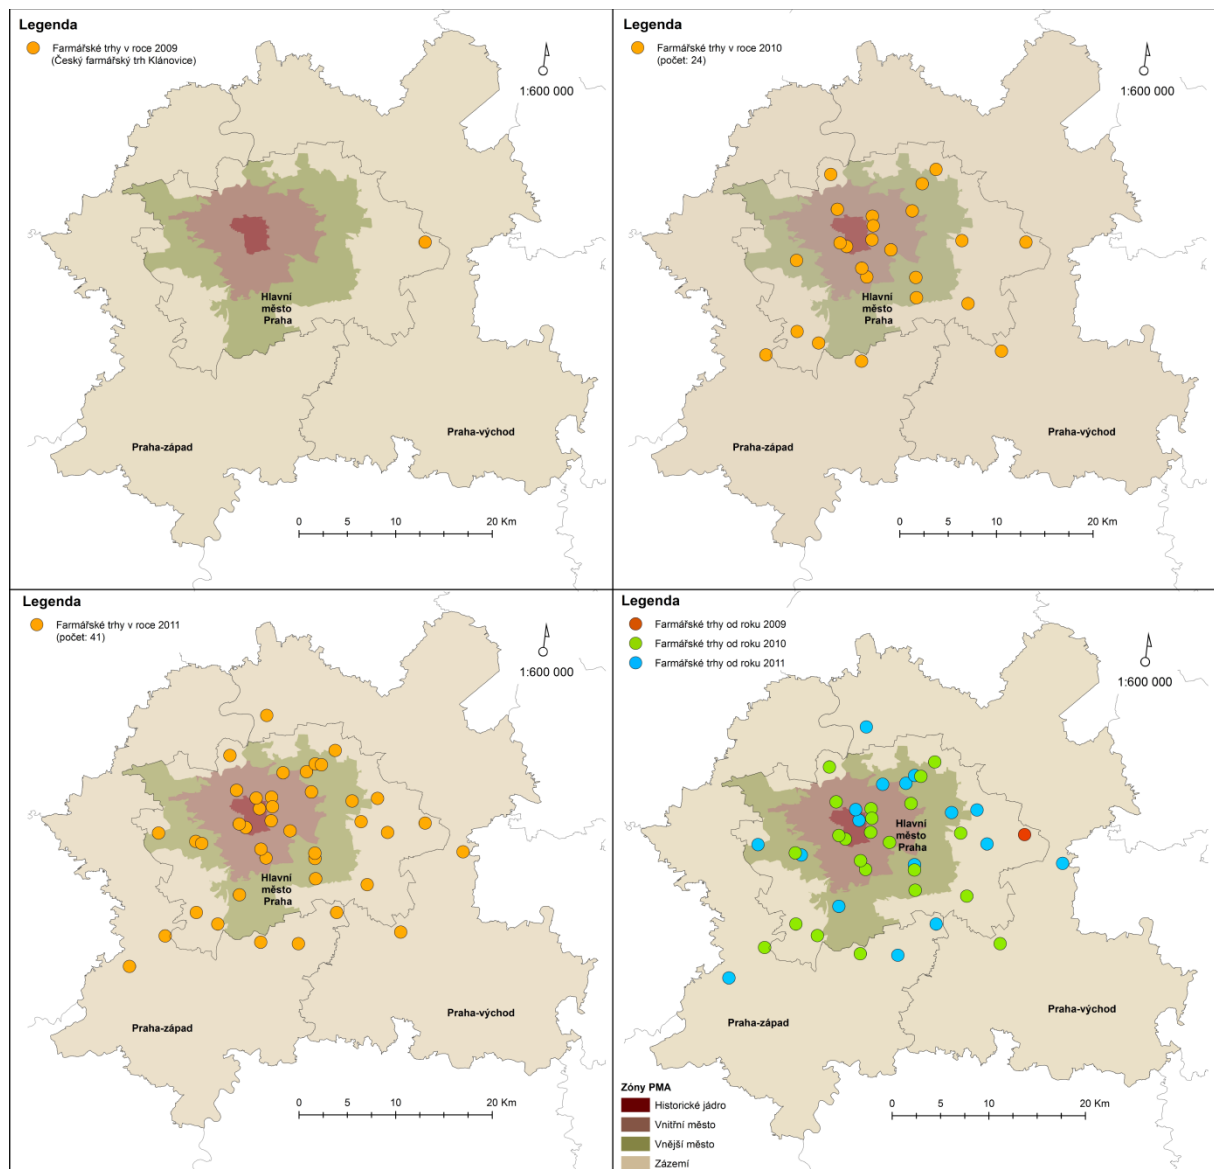 Legenda
Farmářské trhy v roce 2009
(Český farmářský trh Klánovice)
1:600 000
Hlavní
město
Praha
Praha-západ
Praha-východ
0 5 10 20 Km
Legenda
Farmářské trhy v roce 2010
(počet: 24)
1:600 000
Hlavní
město
Praha
Praha-západ
Praha-východ
0 5 10 20 Km
Legenda
Farmářské trhy v roce 2011
(počet: 41)
1:600 000
Hlavní
město
Praha
Praha-západ
Praha-východ
0 5 10 20 Km
Legenda
Farmářské trhy od roku 2009
Farmářské trhy od roku 2010
Farmářské trhy od roku 2011
1:600 000
Hlavní
město
Praha
Praha-západ
Praha-východ
Zóny PMA
Historické jádro
Vnitřní město
Vnější město
Zázemí
0 5 10 20 Km